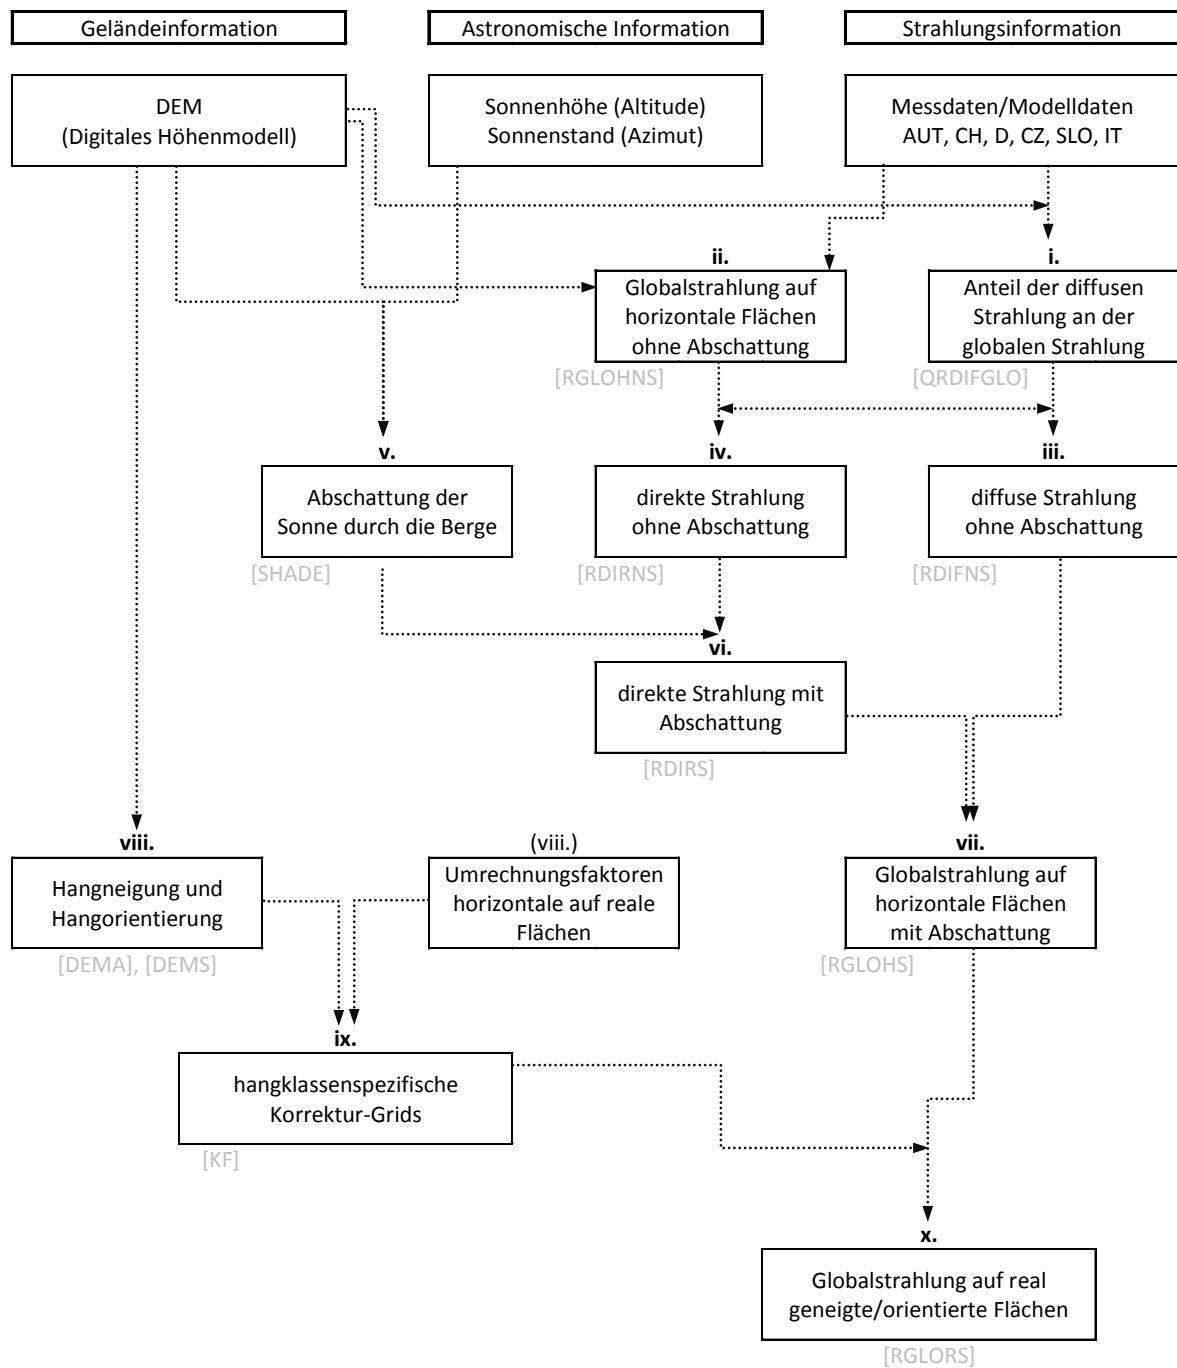 Geländeinformation
Astronomische Information
Strahlungsinformation
DEM
(Digitales Höhenmodell)
Sonnenhöhe (Altitude)
Sonnenstand (Azimut)
Messdaten/Modelldaten
AUT, CH, D, CZ, SLO, IT
ii.
Globalstrahlung auf
horizontale Flächen
ohne Abschattung
[RGLOHNS]
i.
Anteil der diffusen
Strahlung an der
globalen Strahlung
[QRDIFGLO]
v.
Abschattung der
Sonne durch die Berge
[SHADE]
iv.
direkte Strahlung
ohne Abschattung
[RDIRNS]
iii.
diffuse Strahlung
ohne Abschattung
[RDIFNS]
vi.
direkte Strahlung mit
Abschattung
[RDIRS]
viii.
Hangneigung und
Hangorientierung
[DEMA], [DEMS]
(viii.)
Umrechnungsfaktoren
horizontale auf reale
Flächen
vii.
Globalstrahlung auf
horizontale Flächen
mit Abschattung
[RGLOHS]
ix.
hangklassenspezifische
Korrektur-Grids
[KF]
x.
Globalstrahlung auf real
geneigte/orientierte Flächen
[RGLORS]